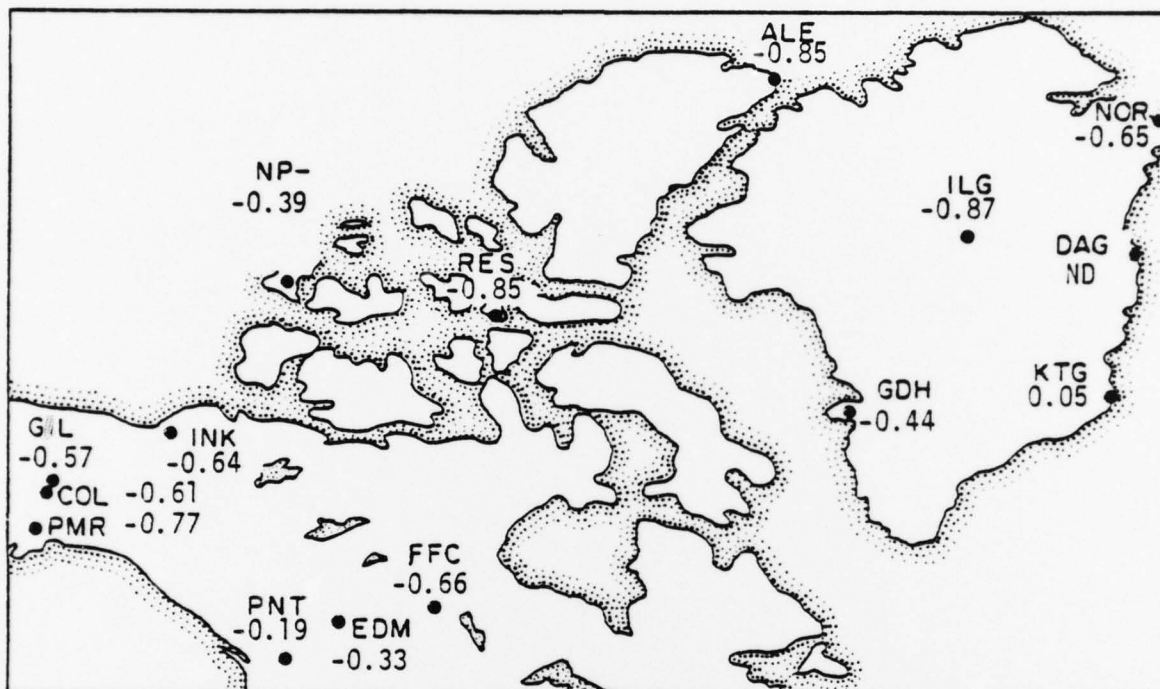 ALE
-0.85
NOR
-0.65
NP-
-0.39
ILG
-0.87
DAG
ND
RES
-0.85
KTG
0.05
GDH
-0.44
GIL
-0.57
INK
-0.64
COL -0.61
PMR -0.77
FFC
-0.66
PNT
-0.19
EDM
-0.33